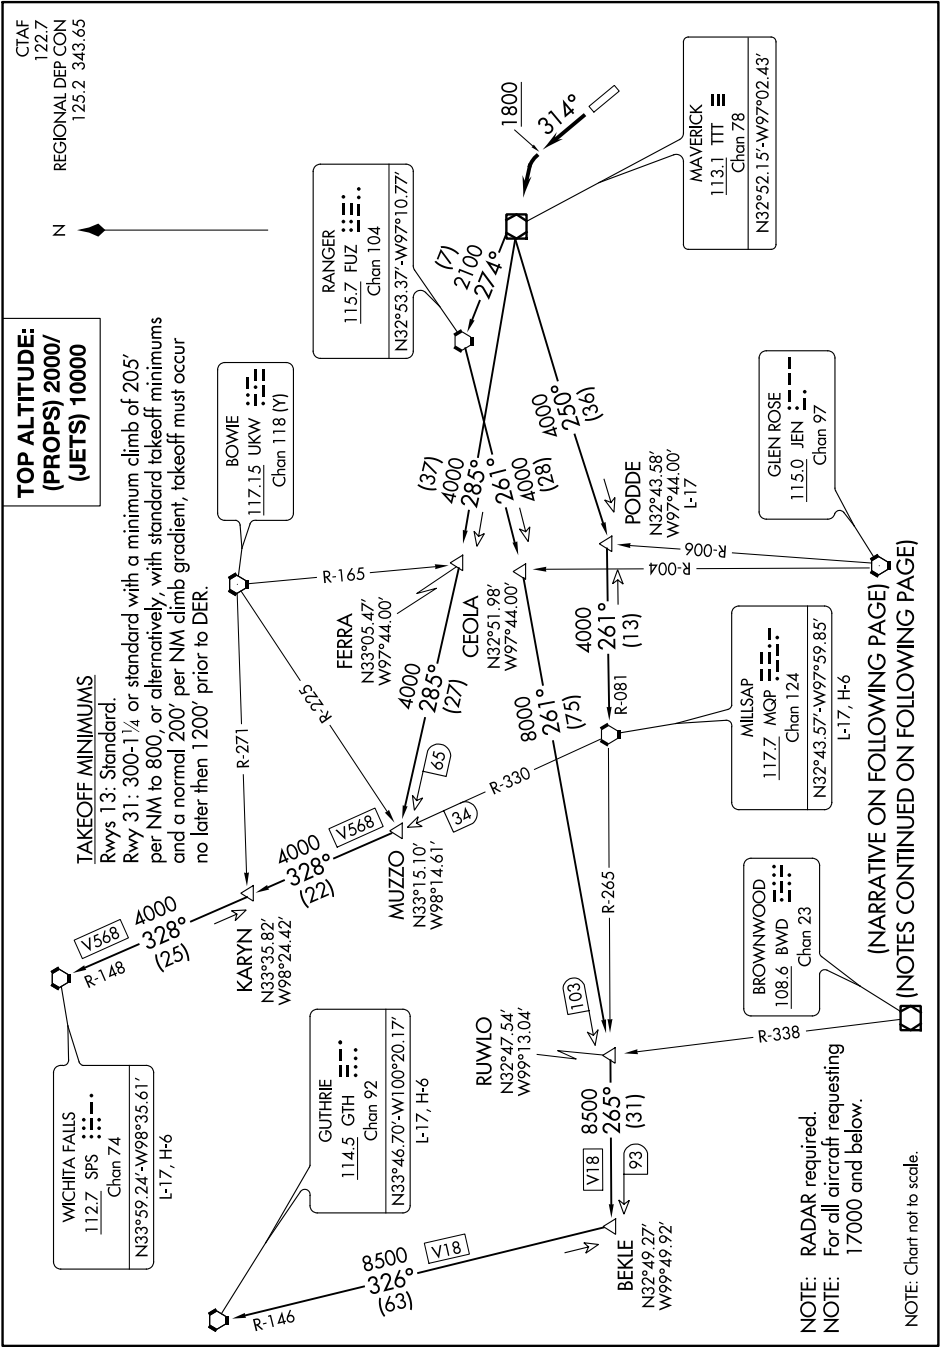 CTAF
122.7
REGIONAL DEP CON
125.2 343.65
N
TOP ALTITUDE:
(PROPS) 2000/
(JETS) 10000
TAKEOFF MINIMUMS
Rwys 13: Standard.
Rwy 31: 300-1¼ or standard with a minimum climb of 205'
per NM to 800, or alternatively, with standard takeoff minimums
and a normal 200' per NM climb gradient, takeoff must occur
no later then 1200' prior to DER.
WICHITA FALLS
112.7 SPS
Chan 74
N33°59.24'-W98°35.61'
L-17, H-6
V568
4000
328°
(25)
R-148
KARYN
N33°35.82'
W98°24.42'
R-271
4000
328°
(22)
V568
BOWIE
117.15 UKW
Chan 118 (Y)
R-225
R-165
RANGER
115.7 FUZ
Chan 104
N32°53.37'-W97°10.77'
GUTHRIE
114.5 GTH
Chan 92
N33°46.70'-W100°20.17'
L-17, H-6
MUZZO
N33°15.10'
W98°14.61'
65
34
4000
285°
(27)
FERRA
N33°05.47'
W97°44.00'
(37)
4000
285°
(7)
2100
274°
1800
314°
R-146
8500
326°
(63)
V18
RUWLO
N32°47.54'
W99°13.04'
103
8000
261°
(75)
CEOLA
N32°51.98'
W97°44.00'
261°
4000
(28)
4000
250°
(36)
BEKLE
N32°49.27'
W99°49.92'
V18
93
8500
265°
(31)
R-265
R-330
R-081
4000
261°
(13)
PODDE
N32°43.58'
W97°44.00'
L-17
R-004
R-006
MAVERICK
113.1 TTT
Chan 78
N32°52.15'-W97°02.43'
MILLSAP
117.7 MQP
Chan 124
N32°43.57'-W97°59.85'
L-17, H-6
GLEN ROSE
115.0 JEN
Chan 97
BROWNWOOD
108.6 BWD
Chan 23
R-338
NOTE: RADAR required.
NOTE: For all aircraft requesting
17000 and below.
(NARRATIVE ON FOLLOWING PAGE)
(NOTES CONTINUED ON FOLLOWING PAGE)
NOTE: Chart not to scale.